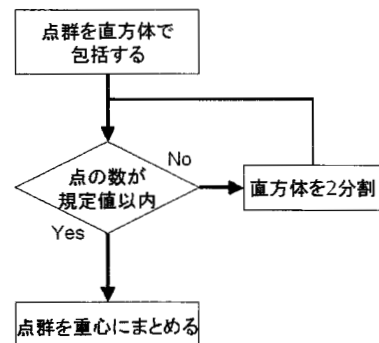 点群を直方体で
包括する
点の数が
規定値以内
No
直方体を2分割
Yes
点群を重心にまとめる